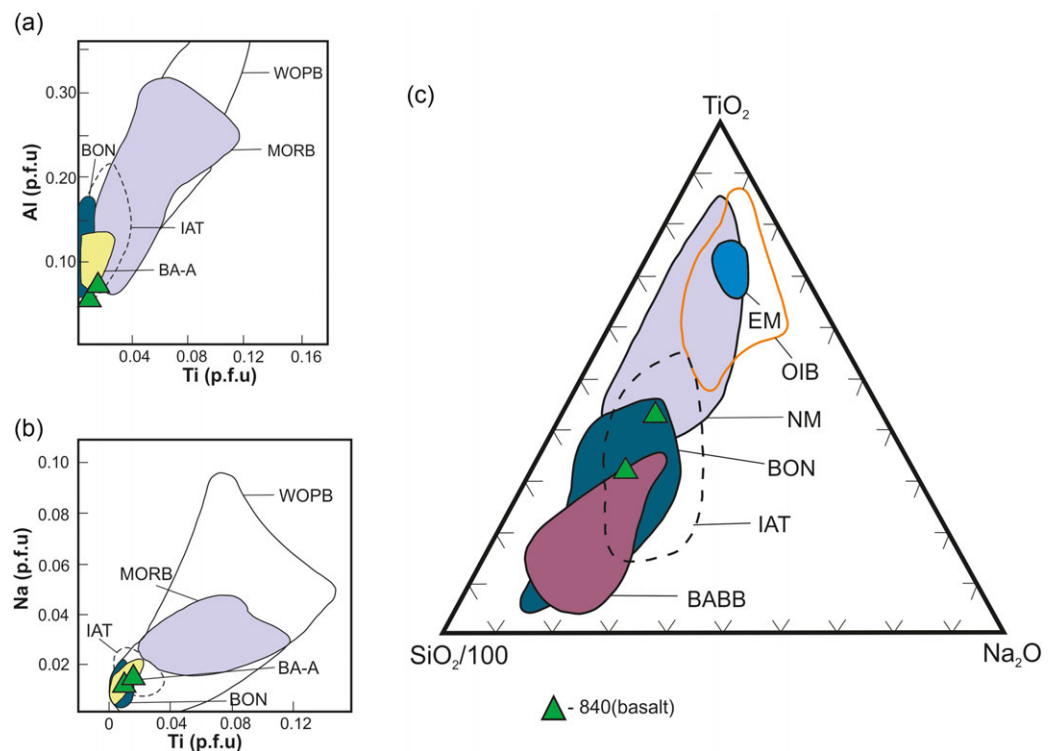 (a)
WOPB
0.30
MORB
BON
0.20
IAT
0.10
BA-A
Al (p.f.u)
0.04
0.08
0.12
0.16
Ti (p.f.u)
(b)
0.10
WOPB
0.08
0.06
MORB
0.04
IAT
0.02
BA-A
BON
Na (p.f.u)
0
0.04
0.08
0.12
Ti (p.f.u)
(c)
TiO₂
EM
OIB
NM
BON
IAT
BABB
SiO₂/100
Na₂O
- 840(basalt)